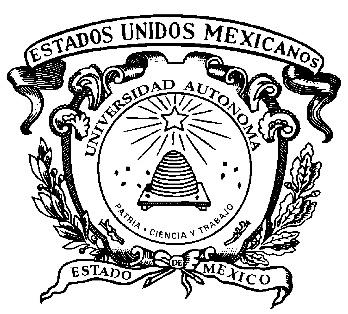 ESTADOS UNIDOS MEXICANOS
UNIVERSIDAD AUTONOMA
PATRIA • CIENCIA Y TRABAJO
ESTADO DE MEXICO